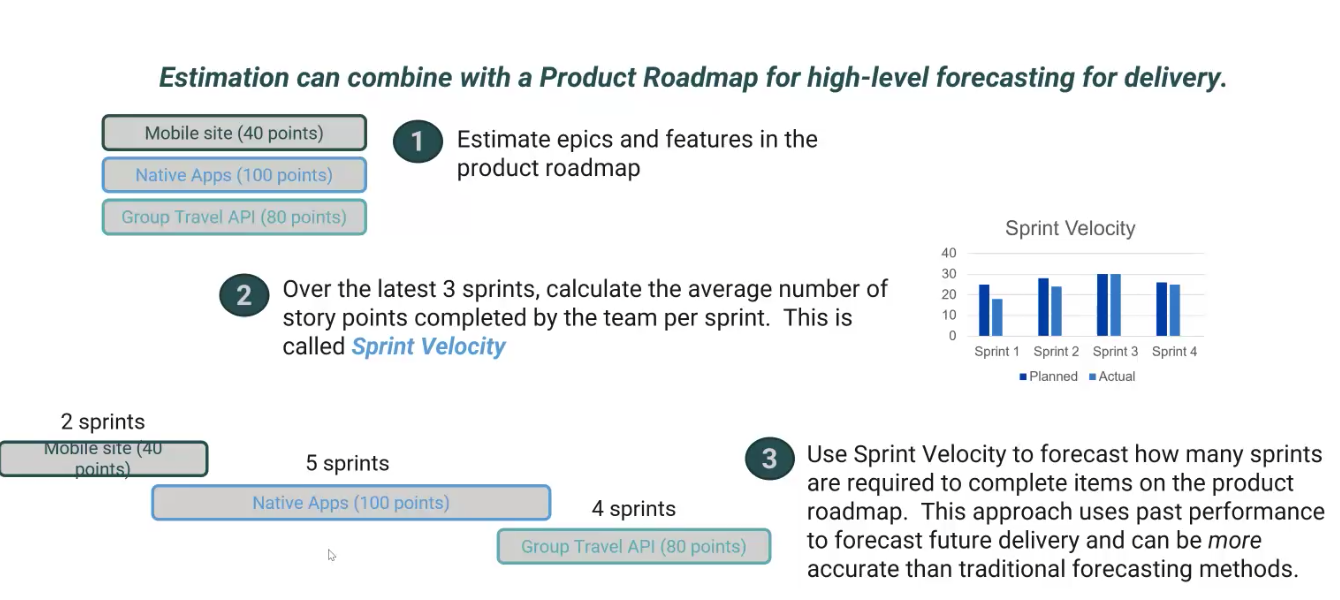 Estimation can combine with a Product Roadmap for high-level forecasting for delivery.
Mobile site (40 points)
Native Apps (100 points)
Group Travel API (80 points)
1
Estimate epics and features in the
product roadmap
2
Over the latest 3 sprints, calculate the average number of
story points completed by the team per sprint. This is
called Sprint Velocity
Sprint Velocity
40
30
20
10
0
Sprint 1 Sprint 2 Sprint 3 Sprint 4
Planned Actual
2 sprints
Mobile site (40
points)
5 sprints
Native Apps (100 points)
4 sprints
Group Travel API (80 points)
3
Use Sprint Velocity to forecast how many sprints
are required to complete items on the product
roadmap. This approach uses past performance
to forecast future delivery and can be more
accurate than traditional forecasting methods.